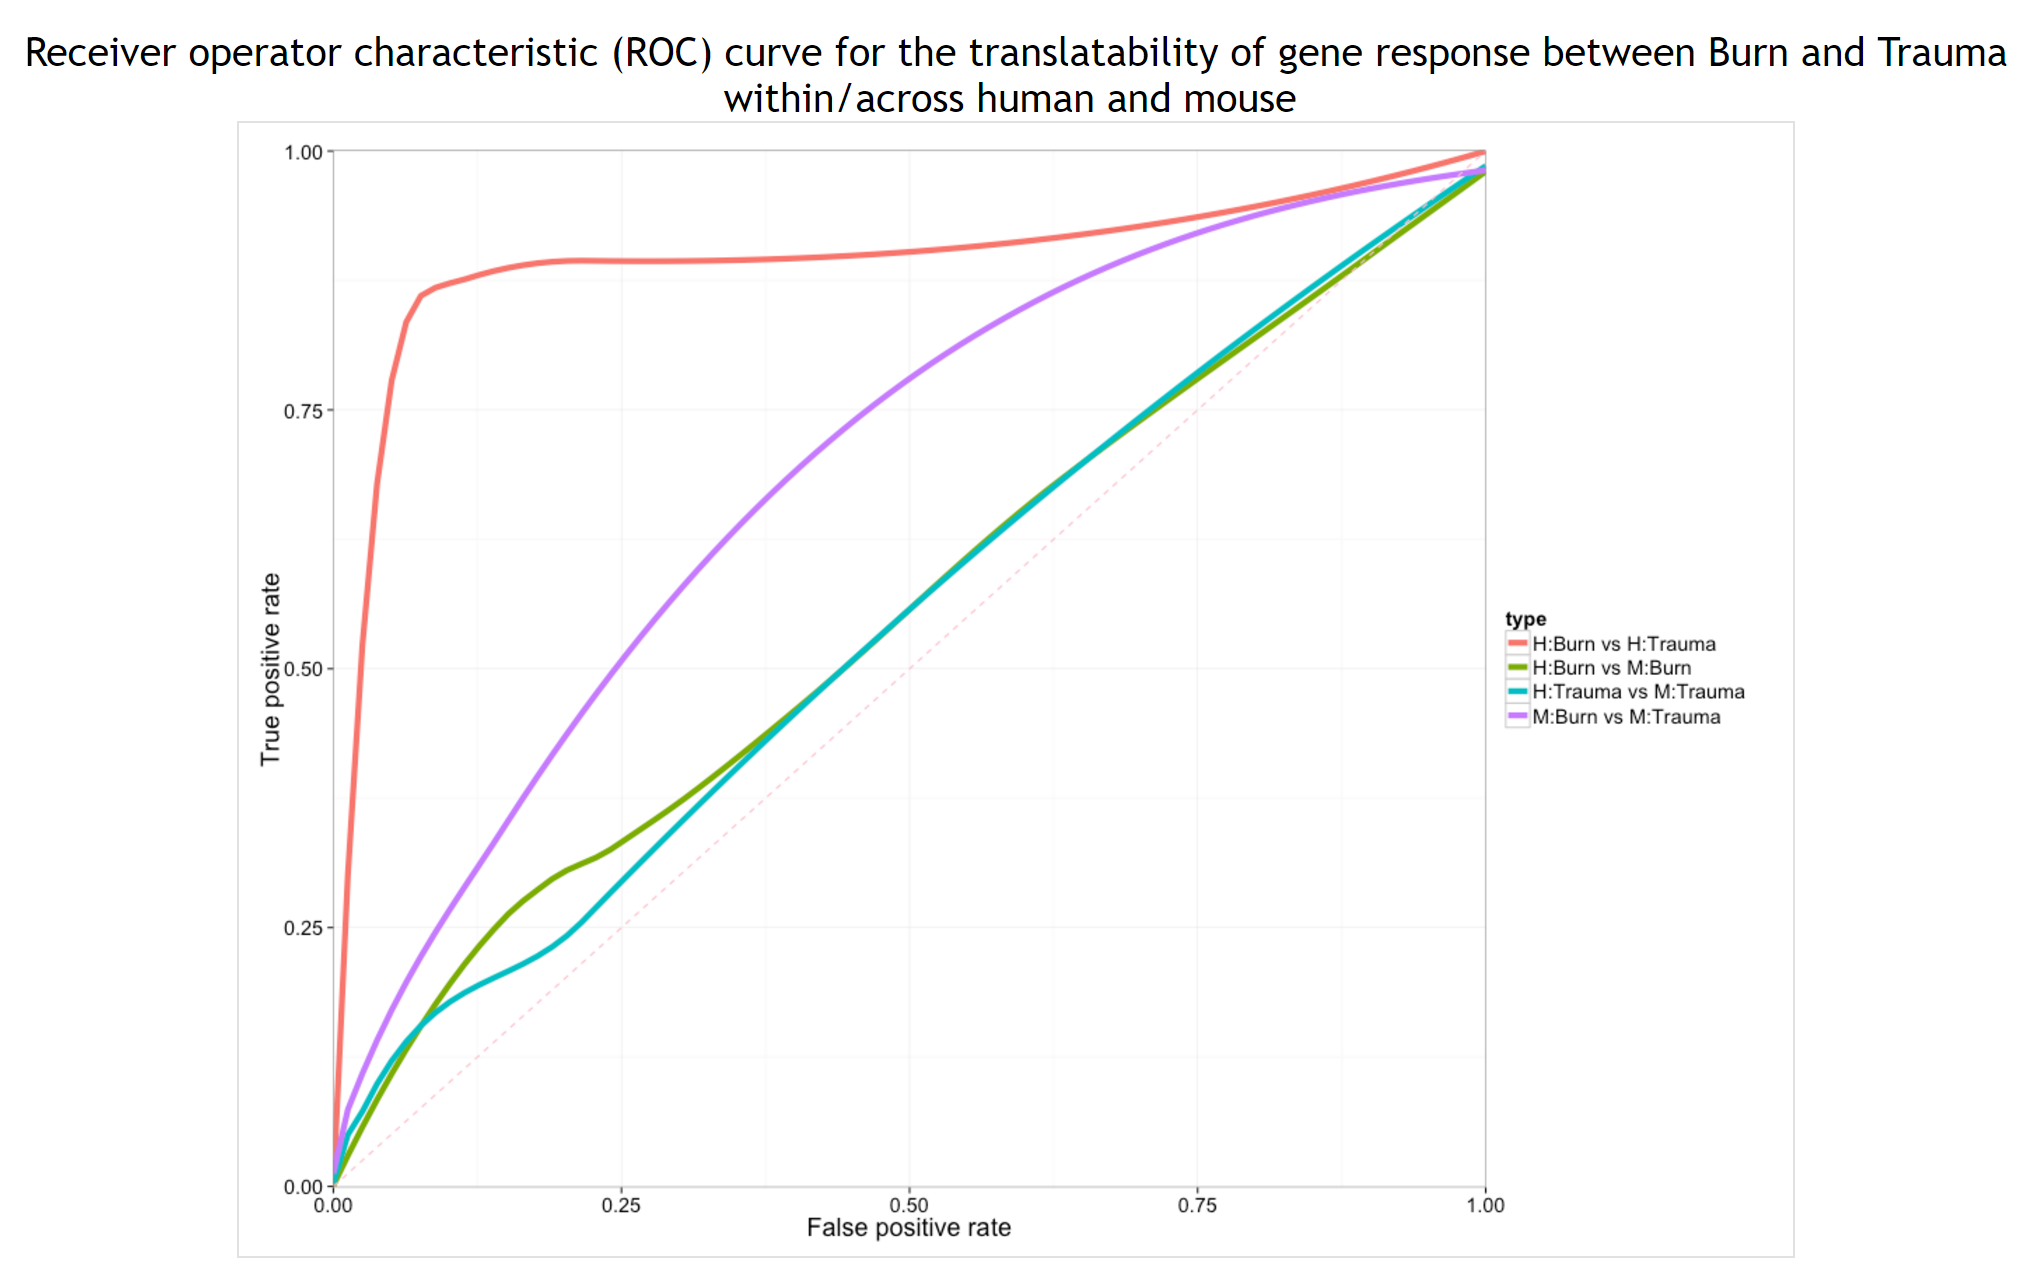 Receiver operator characteristic (ROC) curve for the translatability of gene response between Burn and Trauma
within/across human and mouse
1.00
0.75
0.50
0.25
0.00
True positive rate
0.00 0.25 0.50 0.75 1.00
False positive rate
type
H:Burn vs H:Trauma
H:Burn vs M:Burn
H:Trauma vs M:Trauma
M:Burn vs M:Trauma